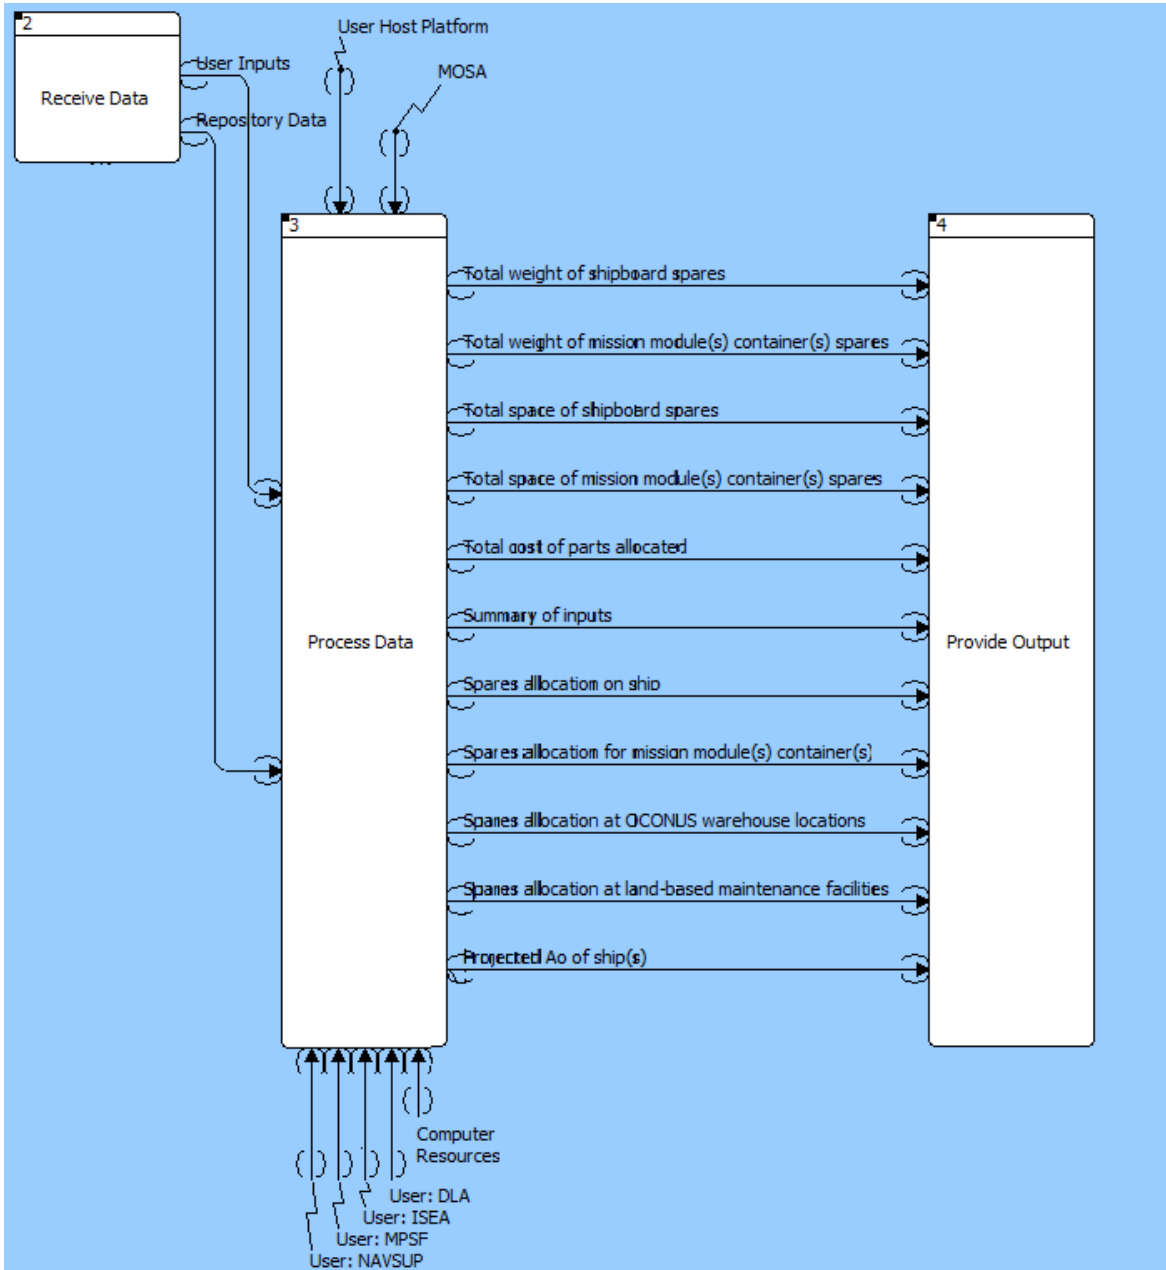 2
Receive Data
User Inputs
Repository Data
User Host Platform
MOSA
3
Process Data
4
Provide Output
Total weight of shipboard spares
Total weight of mission module(s) container(s) spares
Total space of shipboard spares
Total space of mission module(s) container(s) spares
Total cost of parts allocated
Summary of inputs
Spares allocation on ship
Spares allocation for mission module(s) container(s)
Spares allocation at OCONUS warehouse locations
Spares allocation at land-based maintenance facilities
Projected Ao of ship(s)
Computer
Resources
User: DLA
User: ISEA
User: MPSF
User: NAVSUP